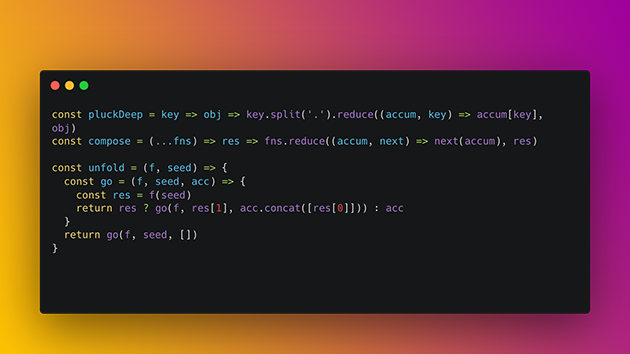 const pluckDeep = key => obj => key.split('.').reduce((accum, key) => accum[key],
obj)
const compose = (...fns) => res => fns.reduce((accum, next) => next(accum), res)
const unfold = (f, seed) => {
const go = (f, seed, acc) => {
const res = f(seed)
return res ? go(f, res[1], acc.concat([res[0]])) : acc
}
return go(f, seed, [])
}